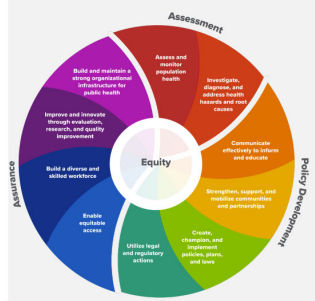 Assessment
Assess and
monitor
population
health
Investigate,
diagnose, and
address health
hazards and root
causes
Policy Development
Communicate
effectively to inform
and educate
Strengthen, support, and
mobilize communities
and partnerships
Create,
champion, and
implement
policies, plans,
and laws
Utilize legal
and regulatory
actions
Assurance
Enable
equitable
access
Build a diverse and
skilled workforce
Improve and innovate
through evaluation,
research, and quality
improvement
Build and maintain a
strong organizational
infrastructure for
public health
Equity